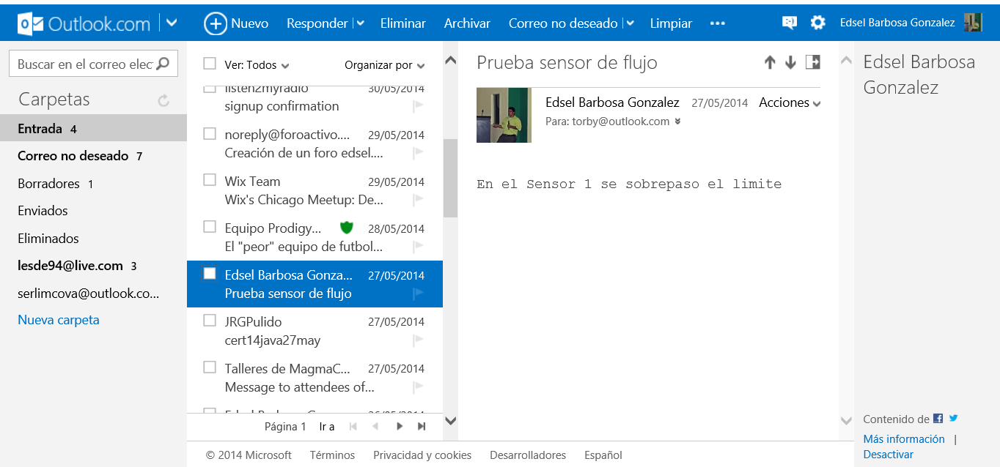 Outlook.com
Nuevo Responder Eliminar Archivar Correo no deseado Limpiar ••• Edsel Barbosa Gonzalez
Buscar en el correo elec
Carpetas
Entrada 4
Correo no deseado 7
Borradores 1
Enviados
Eliminados
lesde94@live.com 3
serlimcova@outlook.co...
Nueva carpeta
Ver: Todos Organizar por
listen2myradio 30/05/2014
signup confirmation
noreply@foroactivo.... 29/05/2014
Creación de un foro edsel....
Wix Team 29/05/2014
Wix's Chicago Meetup: De...
Equipo Prodigy... 28/05/2014
El "peor" equipo de futbol...
Edsel Barbosa Gonza... 27/05/2014
Prueba sensor de flujo
JRGPulido 27/05/2014
cert14java27may
Talleres de MagmaC... 27/05/2014
Message to attendees of...
Página 1 Ir a
Prueba sensor de flujo
Edsel Barbosa Gonzalez 27/05/2014 Acciones
Para: torby@outlook.com
En el Sensor 1 se sobrepaso el limite
Edsel Barbosa
Gonzalez
Contenido de
Más información |
Desactivar
© 2014 Microsoft Términos Privacidad y cookies Desarrolladores Español